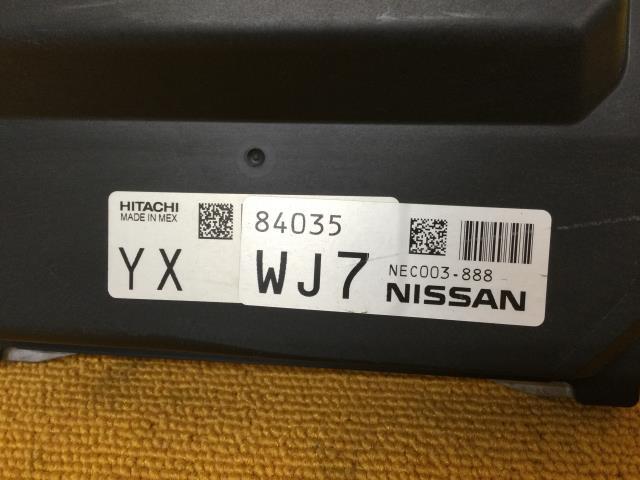 HITACHI
MADE IN MEX
YX
84035
WJ7
NEC003-888
NISSAN